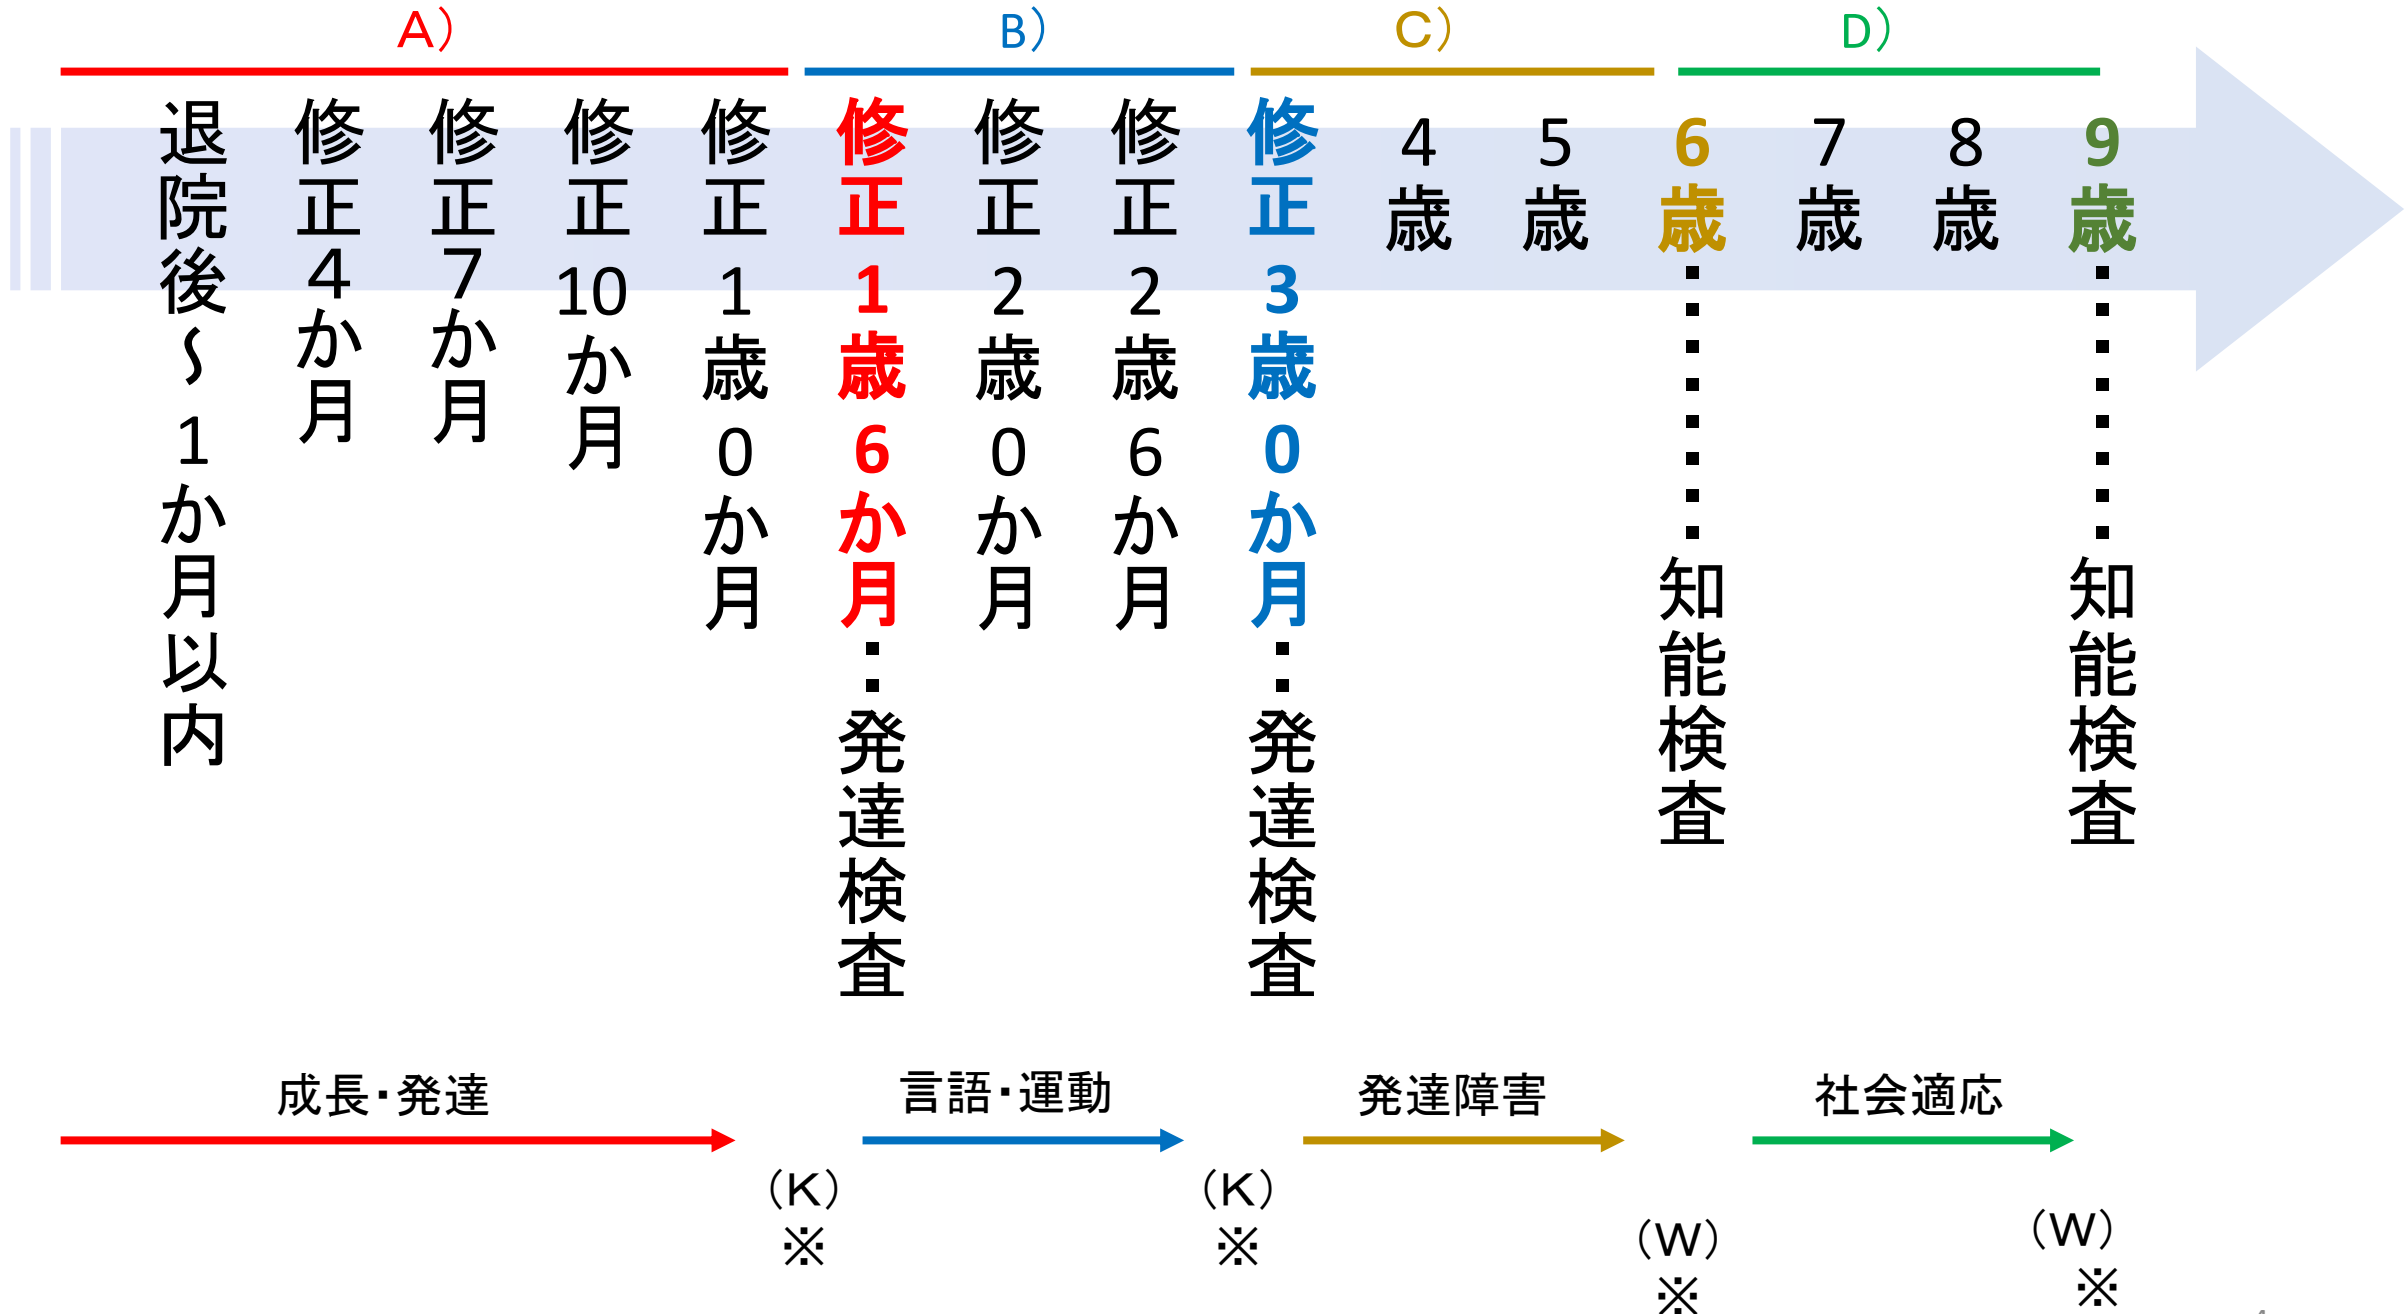 A)
B)
C)
D)
退院後～1か月以内
修正4か月
修正7か月
修正10か月
修正1歳0か月
修正1歳6か月‥発達検査
修正2歳0か月
修正2歳6か月
修正3歳0か月‥発達検査
4歳
5歳
6歳‥‥‥‥知能検査
7歳
8歳
9歳‥‥‥‥知能検査
成長・発達
言語・運動
発達障害
社会適応
(K)
※
(K)
※
(W)
※
(W)
※